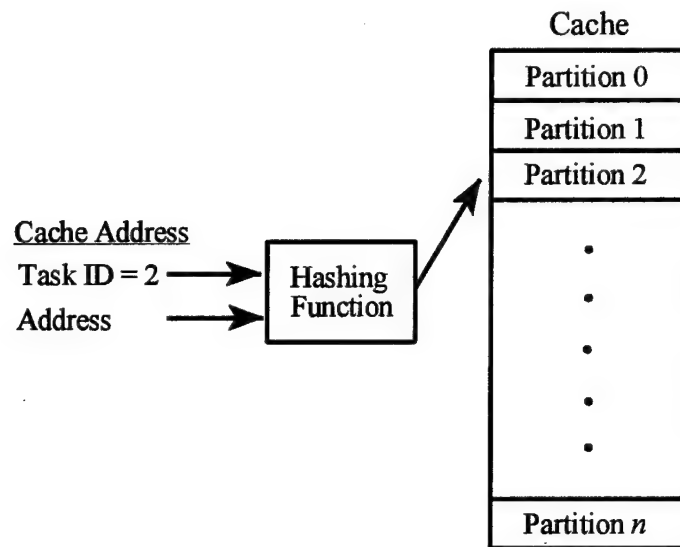 Cache
Partition 0
Partition 1
Partition 2
Cache Address
Task ID = 2
Address
Hashing
Function
Partition n